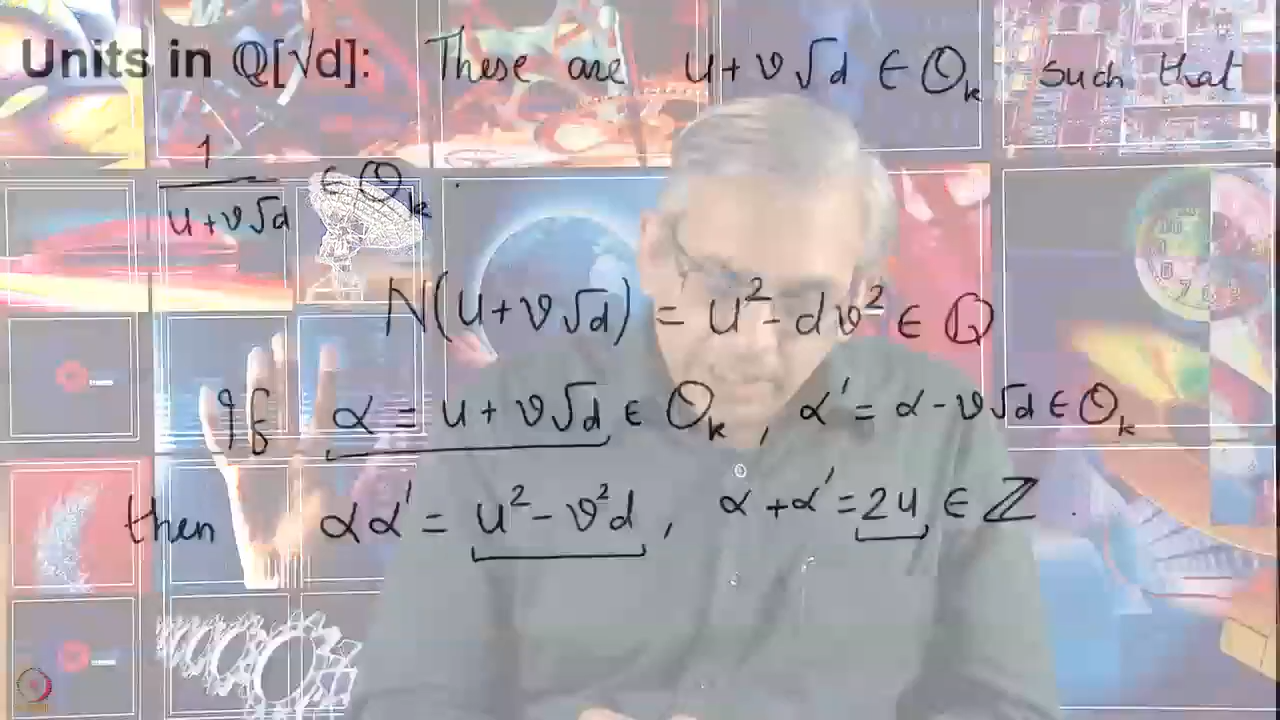 Units in ℚ[√d]: These are u + v√d ∈ O_k such that
1/(u + v√d) ∈ O_k.
N(u + v√d) = u² - dv² ∈ Q
If α = u + v√d ∈ O_k, α' = α - v√d ∈ O_k
then αα' = u² - v²d, α + α' = 2u ∈ ℤ.